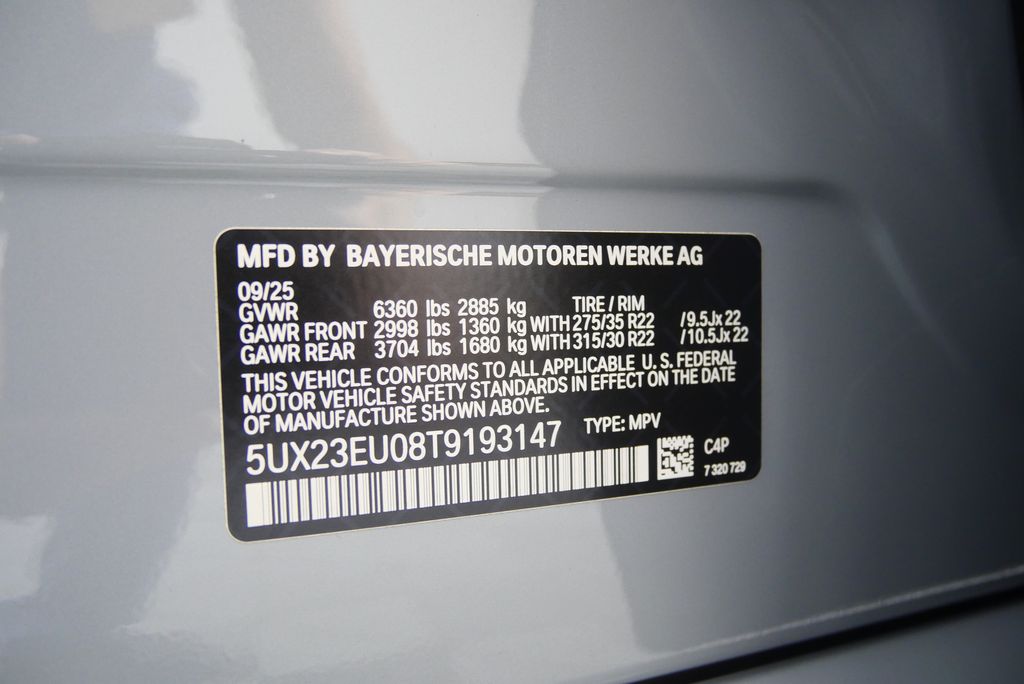 MFD BY BAYERISCHE MOTOREN WERKE AG
09/25
GVWR 6360 lbs 2885 kg TIRE / RIM
GAWR FRONT 2998 lbs 1360 kg WITH 275/35 R22 /9.5Jx 22
GAWR REAR 3704 lbs 1680 kg WITH 315/30 R22 /10.5Jx 22
THIS VEHICLE CONFORMS TO ALL APPLICABLE U.S. FEDERAL
MOTOR VEHICLE SAFETY STANDARDS IN EFFECT ON THE DATE
OF MANUFACTURE SHOWN ABOVE.
5UX23EU08T9193147 TYPE: MPV
C4P
7 320 729